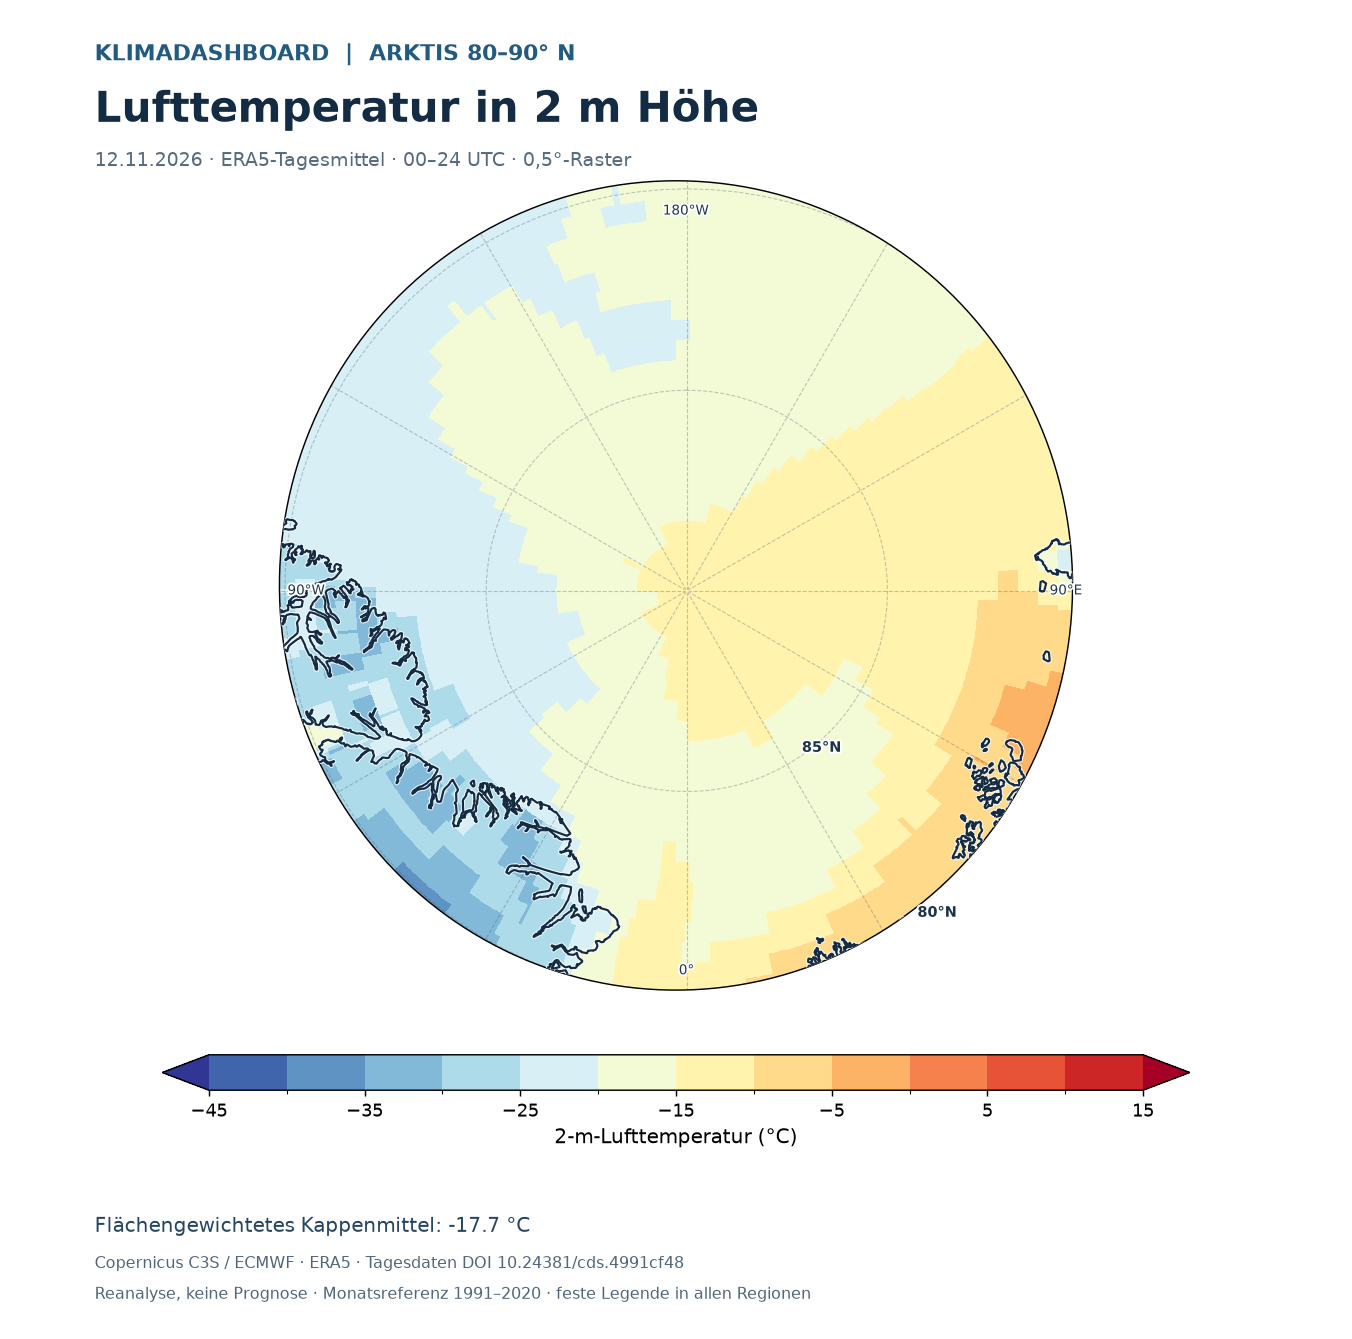 KLIMADASHBOARD | ARKTIS 80–90° N
Lufttemperatur in 2 m Höhe
12.11.2026 · ERA5-Tagesmittel · 00–24 UTC · 0,5°-Raster
180°W
90°W
90°E
85°N
80°N
0°
−45 −35 −25 −15 −5 5 15
2-m-Lufttemperatur (°C)
Flächengewichtetes Kappenmittel: -17.7 °C
Copernicus C3S / ECMWF · ERA5 · Tagesdaten DOI 10.24381/cds.4991cf48
Reanalyse, keine Prognose · Monatsreferenz 1991–2020 · feste Legende in allen Regionen